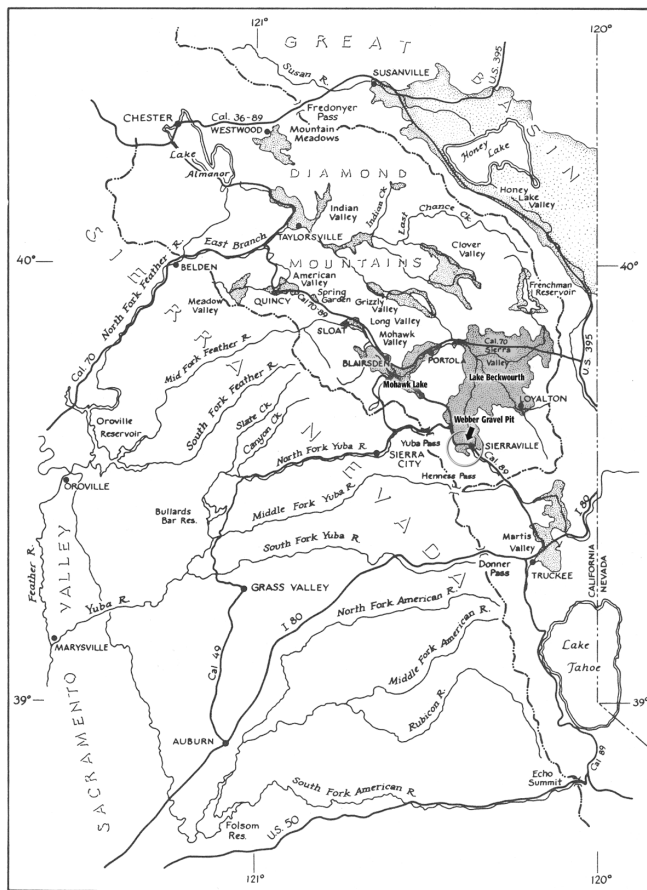 121°
120°
GREAT
BASIN
Susan R.
SUSANVILLE
U.S. 395
CHESTER
Cal. 36-89
Fredonyer
Pass
WESTWOOD
Mountain
Meadows
Lake
Almanor
Honey
Lake
Honey
Lake
Valley
DIAMOND
MOUNTAINS
Indian
Valley
Indian Ck
Last
Chance Ck.
TAYLORSVILLE
Clover
Valley
East Branch
North Fork Feather R.
40°
40°
BELDEN
American
Valley
Meadow
Valley
QUINCY
Spring
Garden
Cal 70-89
Grizzly
Valley
Frenchman
Reservoir
SLOAT
Long Valley
Mohawk
Valley
Cal. 70
Mid Fork Feather R.
BLAIRSDEN
PORTOLA
Cal. 70
Sierra
Valley
U.S. 395
Mohawk Lake
Lake Beckwourth
LOYALTON
South Fork Feather R.
Slate Ck.
Canyon Ck.
Oroville
Reservoir
Webber Gravel Pit
Yuba Pass
SIERRAVILLE
SIERRA
CITY
North Fork Yuba R.
Cal 89
Henness Pass
OROVILLE
SIERRA
NEVADA
Bullards
Bar Res.
Middle Fork Yuba R.
South Fork Yuba R.
Martis
Valley
I 80
Donner
Pass
TRUCKEE
CALIFORNIA
NEVADA
Feather R.
SACRAMENTO VALLEY
Yuba R.
GRASS VALLEY
I 80
North Fork American R.
MARYSVILLE
Cal 49
Middle Fork American R.
Lake
Tahoe
Rubicon R.
39°
39°
AUBURN
Cal 89
Echo
Summit
South Fork American R.
Folsom
Res.
U.S. 50
121°
120°